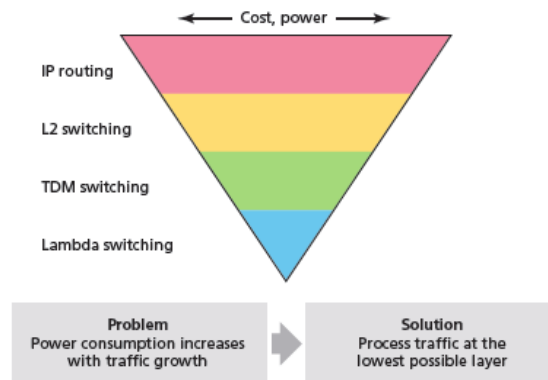 Cost, power
IP routing
L2 switching
TDM switching
Lambda switching
Problem
Power consumption increases
with traffic growth
Solution
Process traffic at the
lowest possible layer